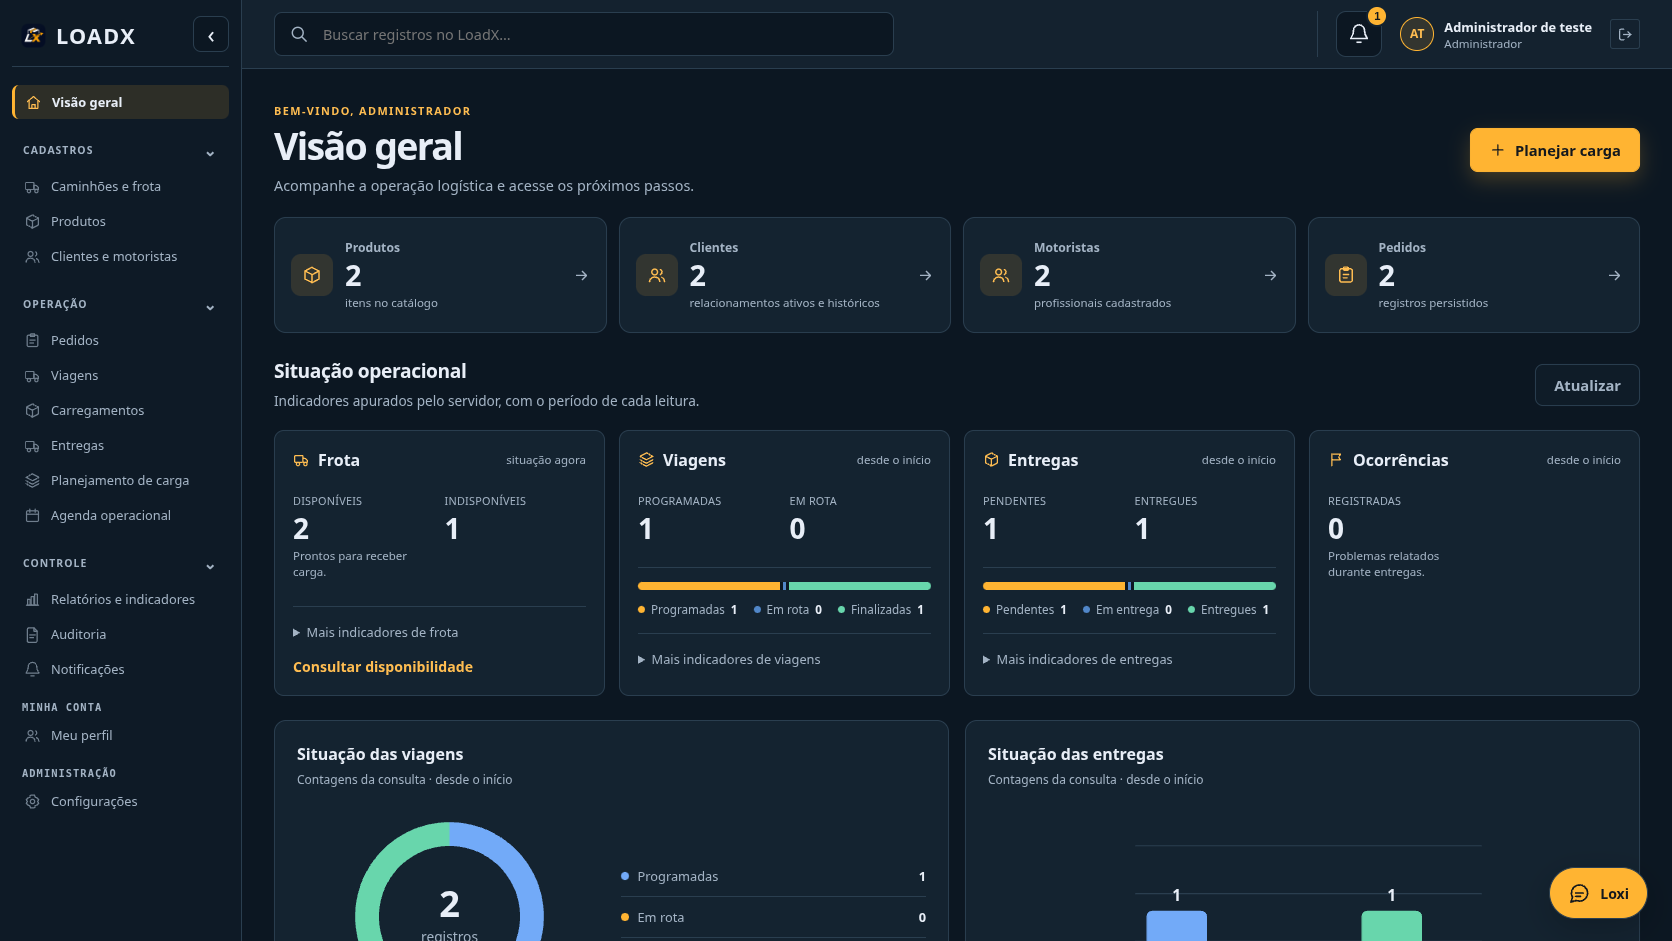 LOADX
Buscar registros no LoadX...
1
AT
Administrador de teste
Administrador
Visão geral
CADASTROS
Caminhões e frota
Produtos
Clientes e motoristas
OPERAÇÃO
Pedidos
Viagens
Carregamentos
Entregas
Planejamento de carga
Agenda operacional
CONTROLE
Relatórios e indicadores
Auditoria
Notificações
MINHA CONTA
Meu perfil
ADMINISTRAÇÃO
Configurações
BEM-VINDO, ADMINISTRADOR
Visão geral
Acompanhe a operação logística e acesse os próximos passos.
Planejar carga
Produtos
2
itens no catálogo
Clientes
2
relacionamentos ativos e históricos
Motoristas
2
profissionais cadastrados
Pedidos
2
registros persistidos
Situação operacional
Indicadores apurados pelo servidor, com o período de cada leitura.
Atualizar
Frota
situação agora
DISPONÍVEIS
2
Prontos para receber
carga.
INDISPONÍVEIS
1
Mais indicadores de frota
Consultar disponibilidade
Viagens
desde o início
PROGRAMADAS
1
EM ROTA
0
Programadas 1 Em rota 0 Finalizadas 1
Mais indicadores de viagens
Entregas
desde o início
PENDENTES
1
ENTREGUES
1
Pendentes 1 Em entrega 0 Entregues 1
Mais indicadores de entregas
Ocorrências
desde o início
REGISTRADAS
0
Problemas relatados
durante entregas.
Situação das viagens
Contagens da consulta · desde o início
2
registros
Programadas 1
Em rota 0
Situação das entregas
Contagens da consulta · desde o início
1
1
Loxi